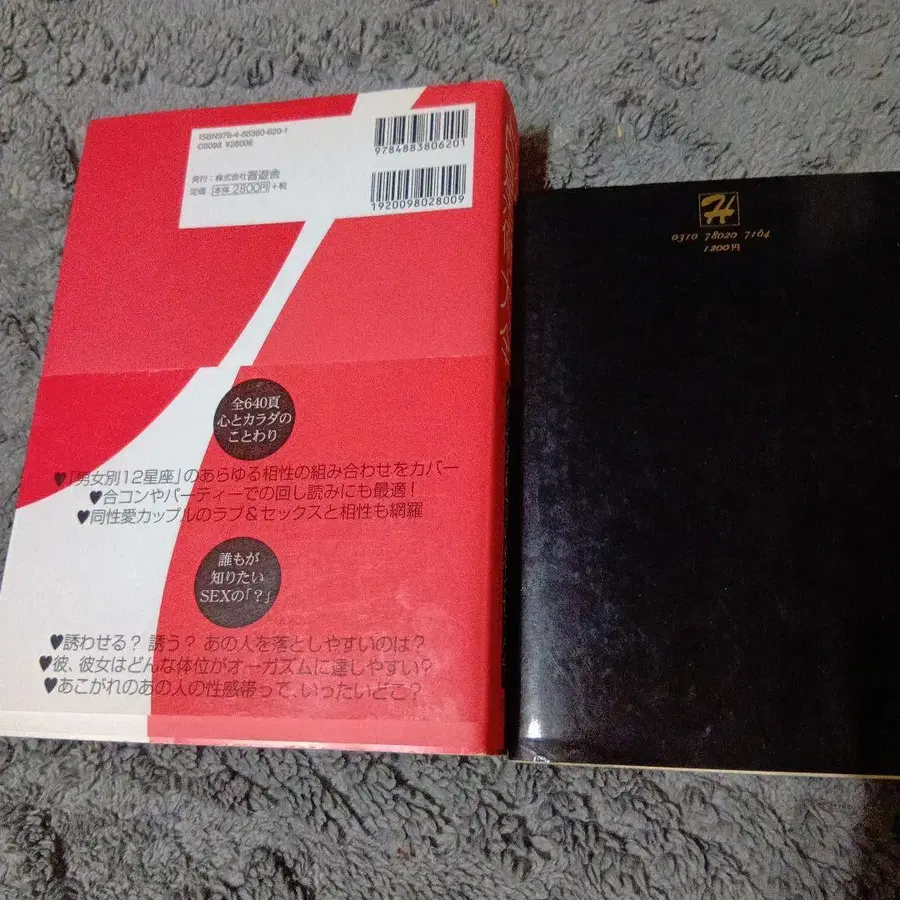 ISBN978-4-88380-620-1
C0098 ¥2800E
9784883806201
発行:株式会社晋遊舎
定価 本体2800円+税
1920098028009
全640頁
心とカラダの
ことわり
♥「男女別12星座」のあらゆる相性の組み合わせをカバー
♥合コンやパーティーでの回し読みにも最適!
♥同性愛カップルのラブ&セックスと相性も網羅
誰もが
知りたい
SEXの「?」
♥誘わせる? 誘う? あの人を落としやすいのは?
♥彼、彼女はどんな体位がオーガズムに達しやすい?
♥あこがれのあの人の性感帯って、いったいどこ?
H
0310 78020 7164
1200円